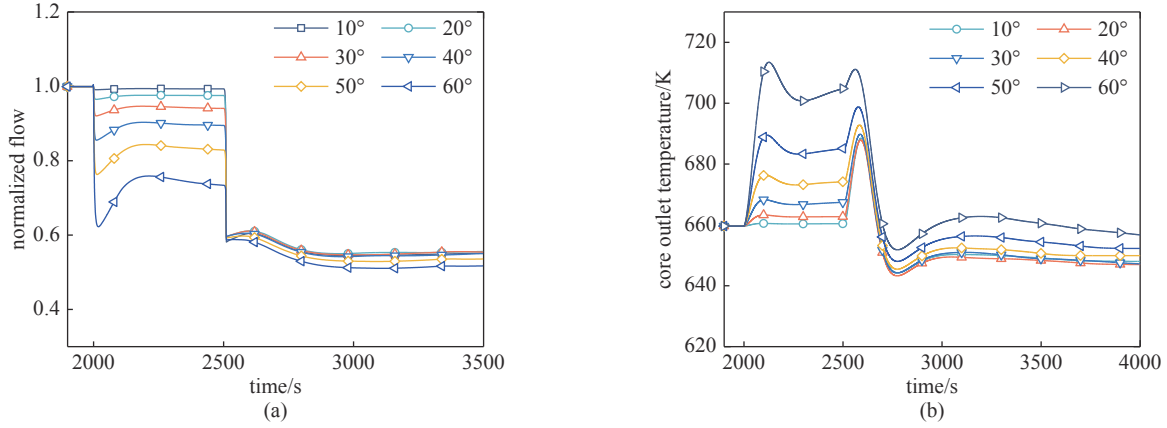 1.2
1.0
0.8
0.6
0.4
normalized flow
10° 20°
30° 40°
50° 60°
2000 2500 3000 3500
time/s
(a)
720
700
680
660
640
620
core outlet temperature/K
10° 20°
30° 40°
50° 60°
2000 2500 3000 3500 4000
time/s
(b)